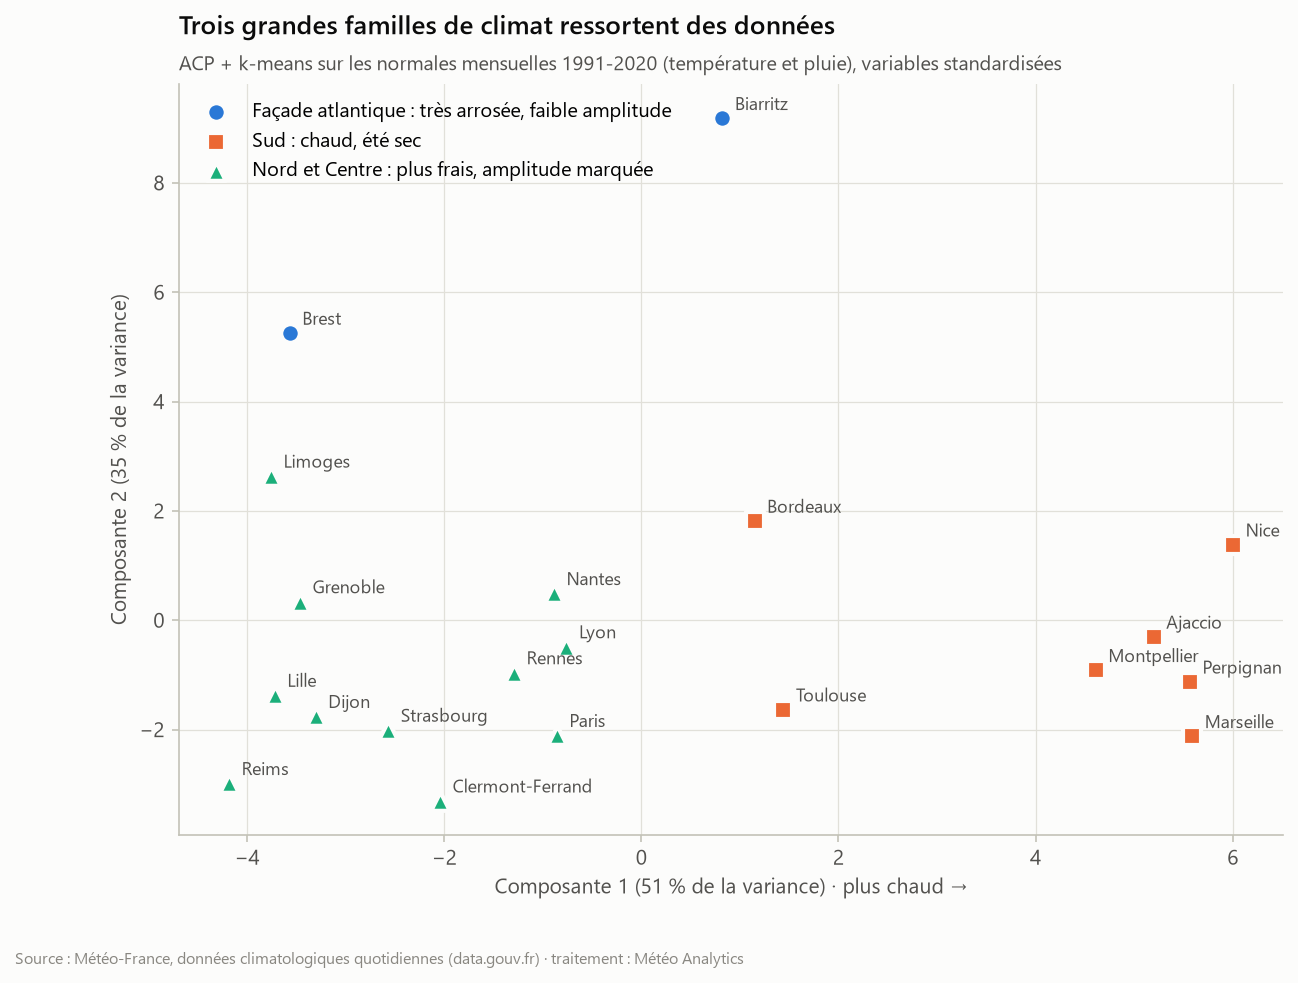 Trois grandes familles de climat ressortent des données
ACP + k-means sur les normales mensuelles 1991-2020 (température et pluie), variables standardisées
Façade atlantique : très arrosée, faible amplitude
Sud : chaud, été sec
Nord et Centre : plus frais, amplitude marquée
Biarritz
8
6
Brest
4
Limoges
2
Bordeaux
Nice
Grenoble
Nantes
0
Ajaccio
Lyon
Rennes
Montpellier
Perpignan
Lille
Dijon
Toulouse
Strasbourg
Paris
Marseille
−2
Reims
Clermont-Ferrand
Composante 2 (35 % de la variance)
−4 −2 0 2 4 6
Composante 1 (51 % de la variance) · plus chaud →
Source : Météo-France, données climatologiques quotidiennes (data.gouv.fr) · traitement : Météo Analytics